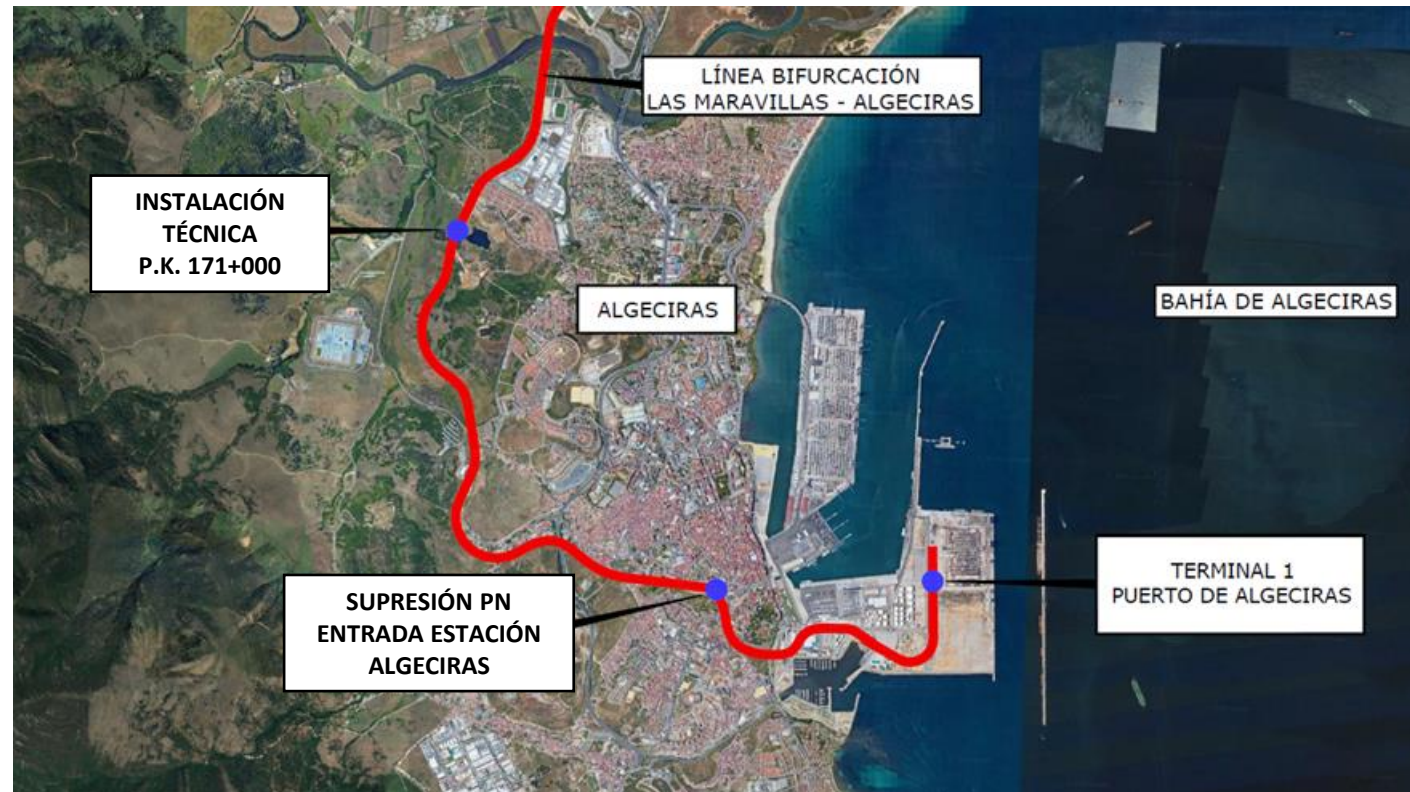 LÍNEA BIFURCACIÓN
LAS MARAVILLAS - ALGECIRAS
INSTALACIÓN
TÉCNICA
P.K. 171+000
ALGECIRAS
BAHÍA DE ALGECIRAS
SUPRESIÓN PN
ENTRADA ESTACIÓN
ALGECIRAS
TERMINAL 1
PUERTO DE ALGECIRAS